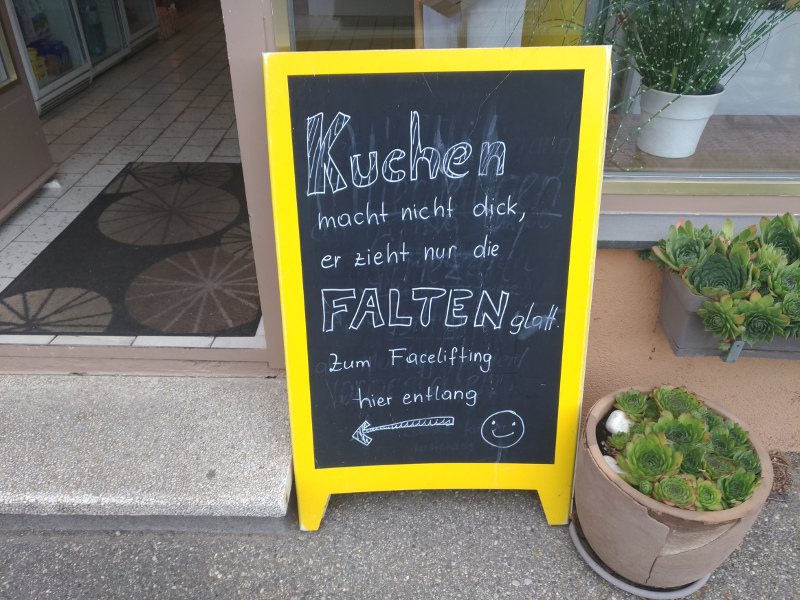 Kuchen
macht nicht dick,
er zieht nur die
FALTEN glatt.
Zum Facelifting
hier entlang